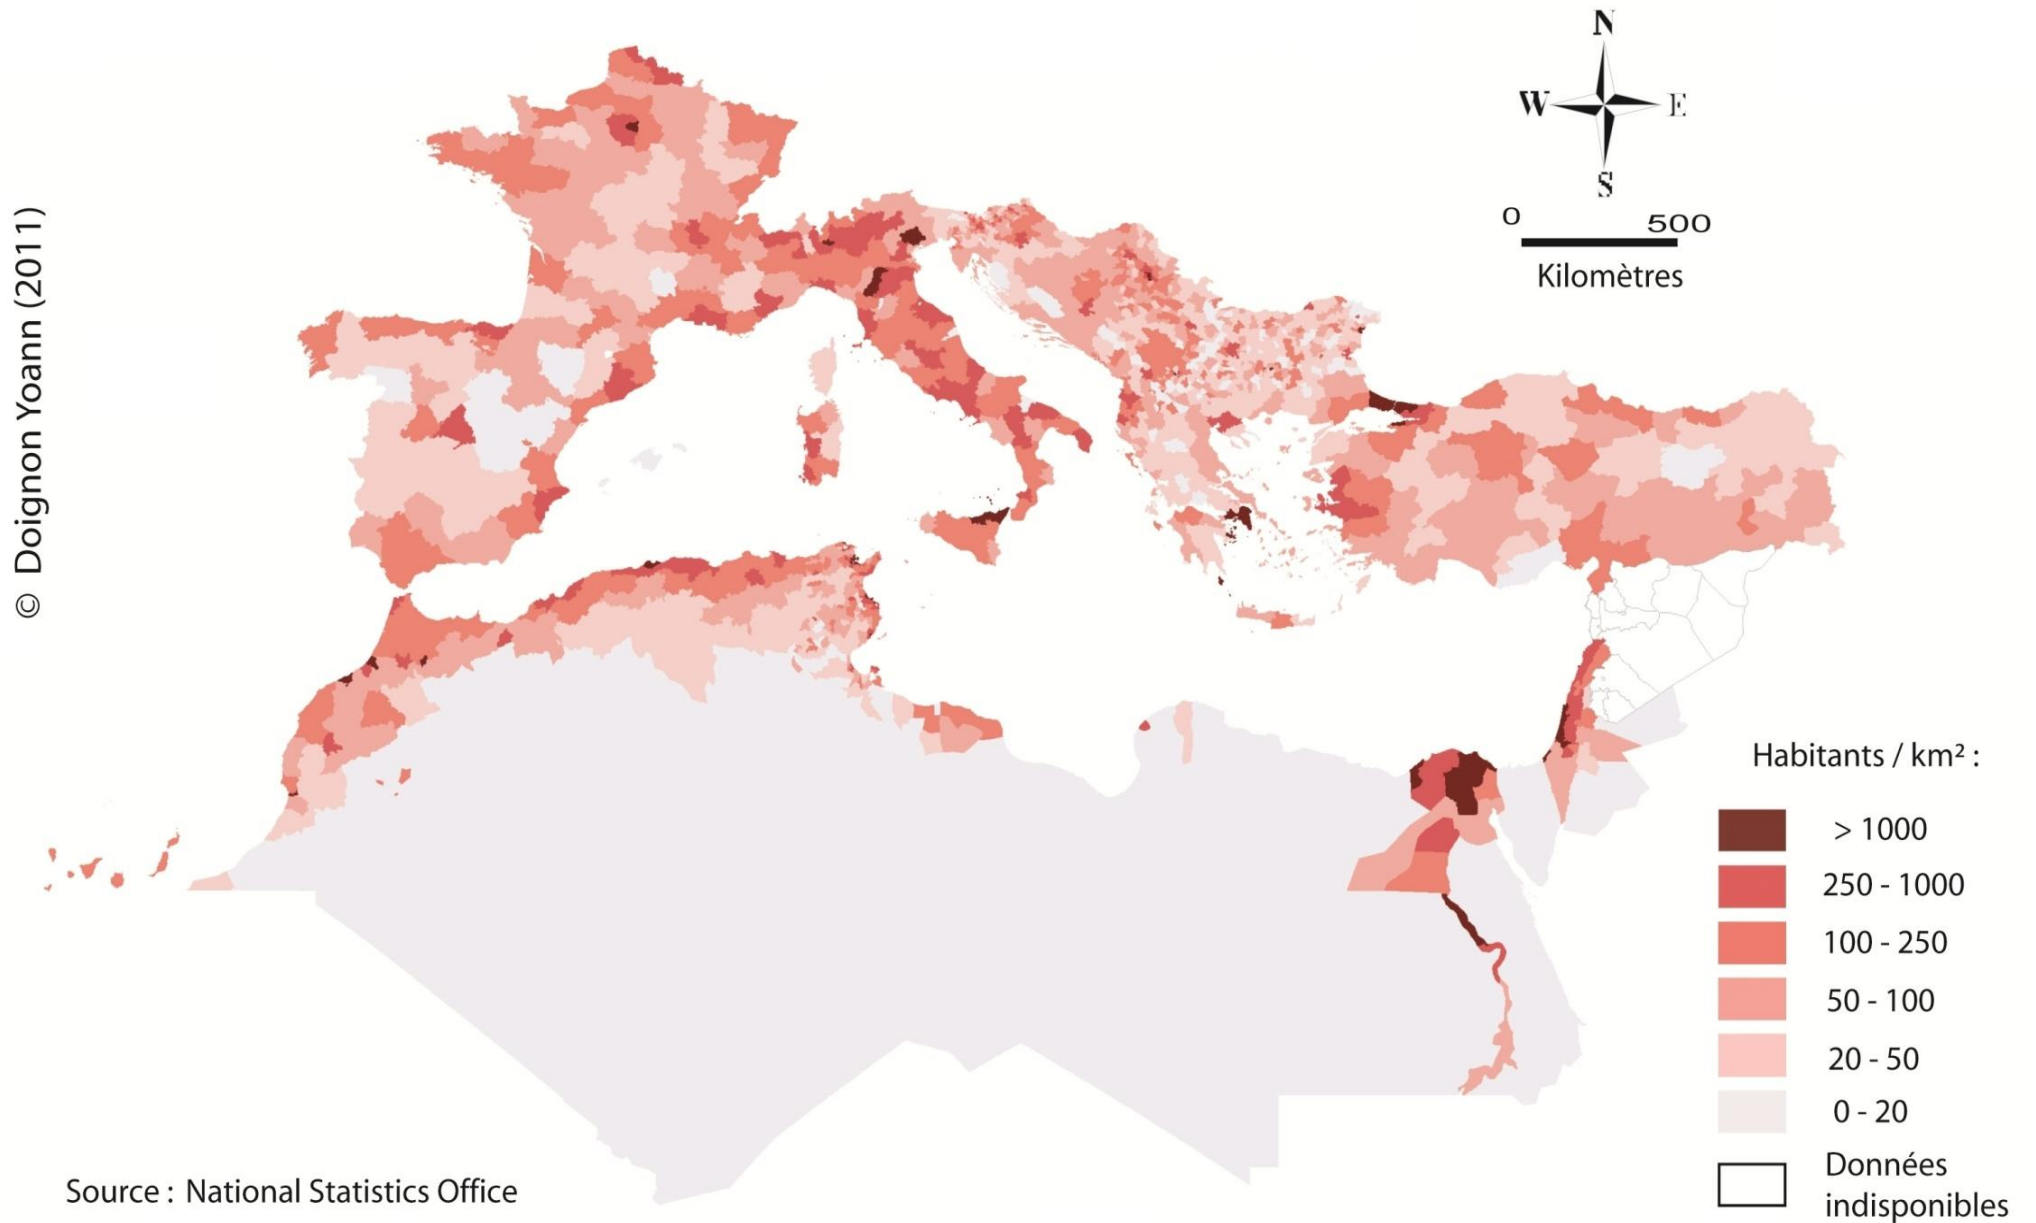 © Doignon Yoann (2011)
N
W E
S
0 500
Kilomètres
Habitants / km² :
> 1000
250 - 1000
100 - 250
50 - 100
20 - 50
0 - 20
Données
indisponibles
Source : National Statistics Office